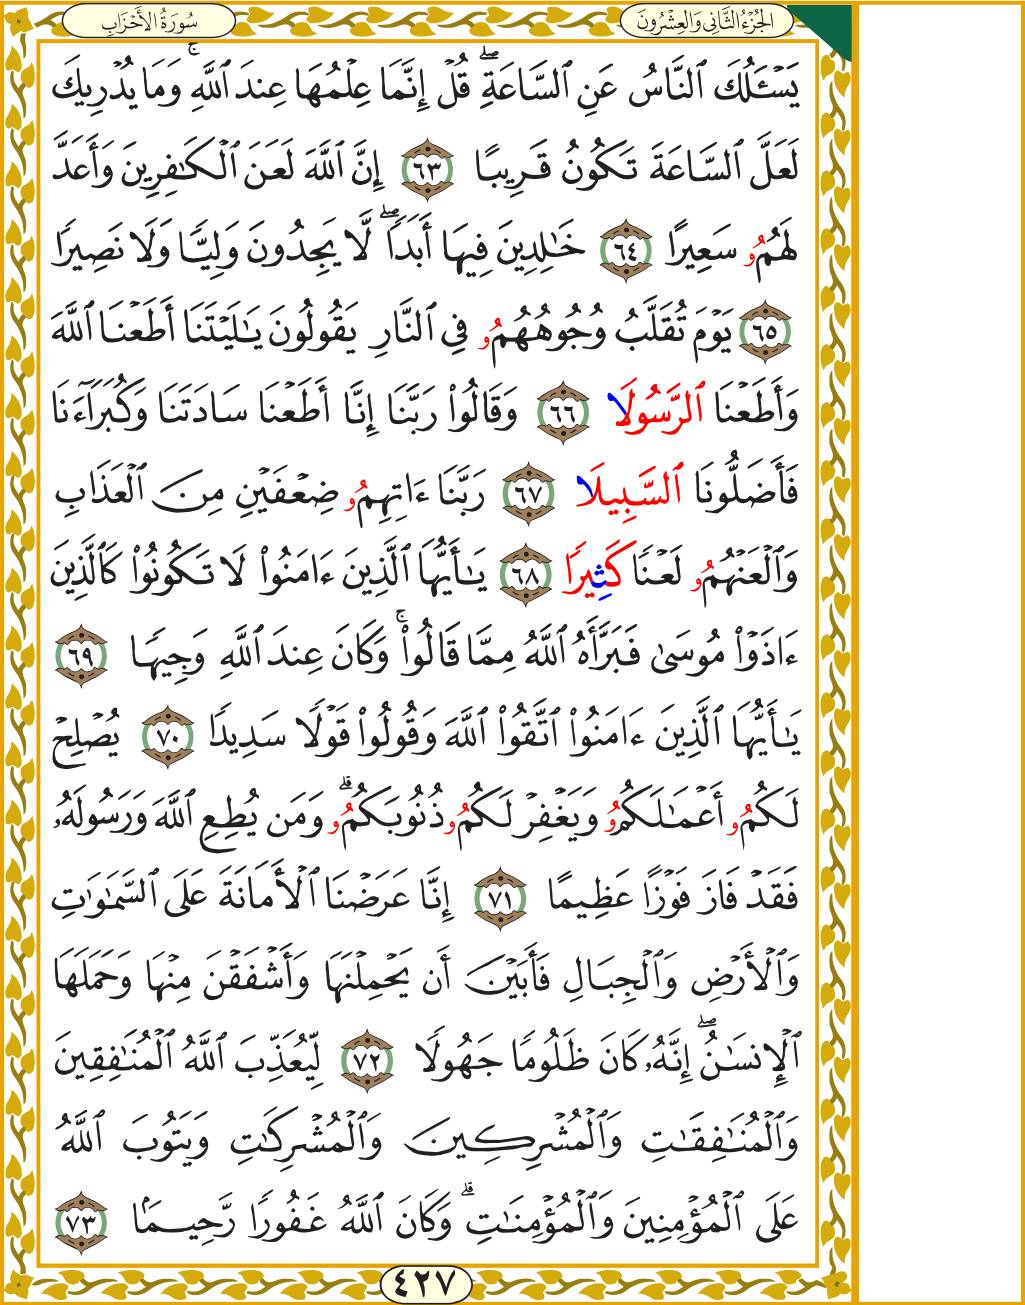 الجُزْءُ الثَّانِي وَالعِشْرُونَ سُورَةُ الأَحْزَابِ
يَسْـَٔلُكَ ٱلنَّاسُ عَنِ ٱلسَّاعَةِۖ قُلْ إِنَّمَا عِلْمُهَا عِندَ ٱللَّهِۚ وَمَا يُدْرِيكَ
لَعَلَّ ٱلسَّاعَةَ تَكُونُ قَرِيبًا ٦٣ إِنَّ ٱللَّهَ لَعَنَ ٱلْكَـٰفِرِينَ وَأَعَدَّ
لَهُمُۥ سَعِيرًا ٦٤ خَـٰلِدِينَ فِيهَا أَبَدًاۖ لَّا يَجِدُونَ وَلِيًّا وَلَا نَصِيرًا
٦٥ يَوْمَ تُقَلَّبُ وُجُوهُهُمُۥ فِي ٱلنَّارِ يَقُولُونَ يَـٰلَيْتَنَا أَطَعْنَا ٱللَّهَ
وَأَطَعْنَا ٱلرَّسُولَا ٦٦ وَقَالُوا۟ رَبَّنَا إِنَّا أَطَعْنَا سَادَتَنَا وَكُبَرَآءَنَا
فَأَضَلُّونَا ٱلسَّبِيلَا ٦٧ رَبَّنَا ءَاتِهِمُۥ ضِعْفَيْنِ مِنَ ٱلْعَذَابِ
وَٱلْعَنْهُمُۥ لَعْنًا كَثِيرًا ٦٨ يَـٰأَيُّهَا ٱلَّذِينَ ءَامَنُوا۟ لَا تَكُونُوا۟ كَٱلَّذِينَ
ءَاذَوْا۟ مُوسَىٰ فَبَرَّأَهُ ٱللَّهُ مِمَّا قَالُوا۟ۚ وَكَانَ عِندَ ٱللَّهِ وَجِيهًا ٦٩
يَـٰأَيُّهَا ٱلَّذِينَ ءَامَنُوا۟ ٱتَّقُوا۟ ٱللَّهَ وَقُولُوا۟ قَوْلًا سَدِيدًا ٧٠ يُصْلِحْ
لَكُمُۥ أَعْمَـٰلَكُمُۥ وَيَغْفِرْ لَكُمُۥ ذُنُوبَكُمُۥۗ وَمَن يُطِعِ ٱللَّهَ وَرَسُولَهُۥ
فَقَدْ فَازَ فَوْزًا عَظِيمًا ٧١ إِنَّا عَرَضْنَا ٱلْأَمَانَةَ عَلَى ٱلسَّمَـٰوَٰتِ
وَٱلْأَرْضِ وَٱلْجِبَالِ فَأَبَيْنَ أَن يَحْمِلْنَهَا وَأَشْفَقْنَ مِنْهَا وَحَمَلَهَا
ٱلْإِنسَـٰنُۖ إِنَّهُۥ كَانَ ظَلُومًا جَهُولًا ٧٢ لِّيُعَذِّبَ ٱللَّهُ ٱلْمُنَـٰفِقِينَ
وَٱلْمُنَـٰفِقَـٰتِ وَٱلْمُشْرِكِينَ وَٱلْمُشْرِكَـٰتِ وَيَتُوبَ ٱللَّهُ
عَلَى ٱلْمُؤْمِنِينَ وَٱلْمُؤْمِنَـٰتِۗ وَكَانَ ٱللَّهُ غَفُورًا رَّحِيمًا ٧٣
٤٢٧